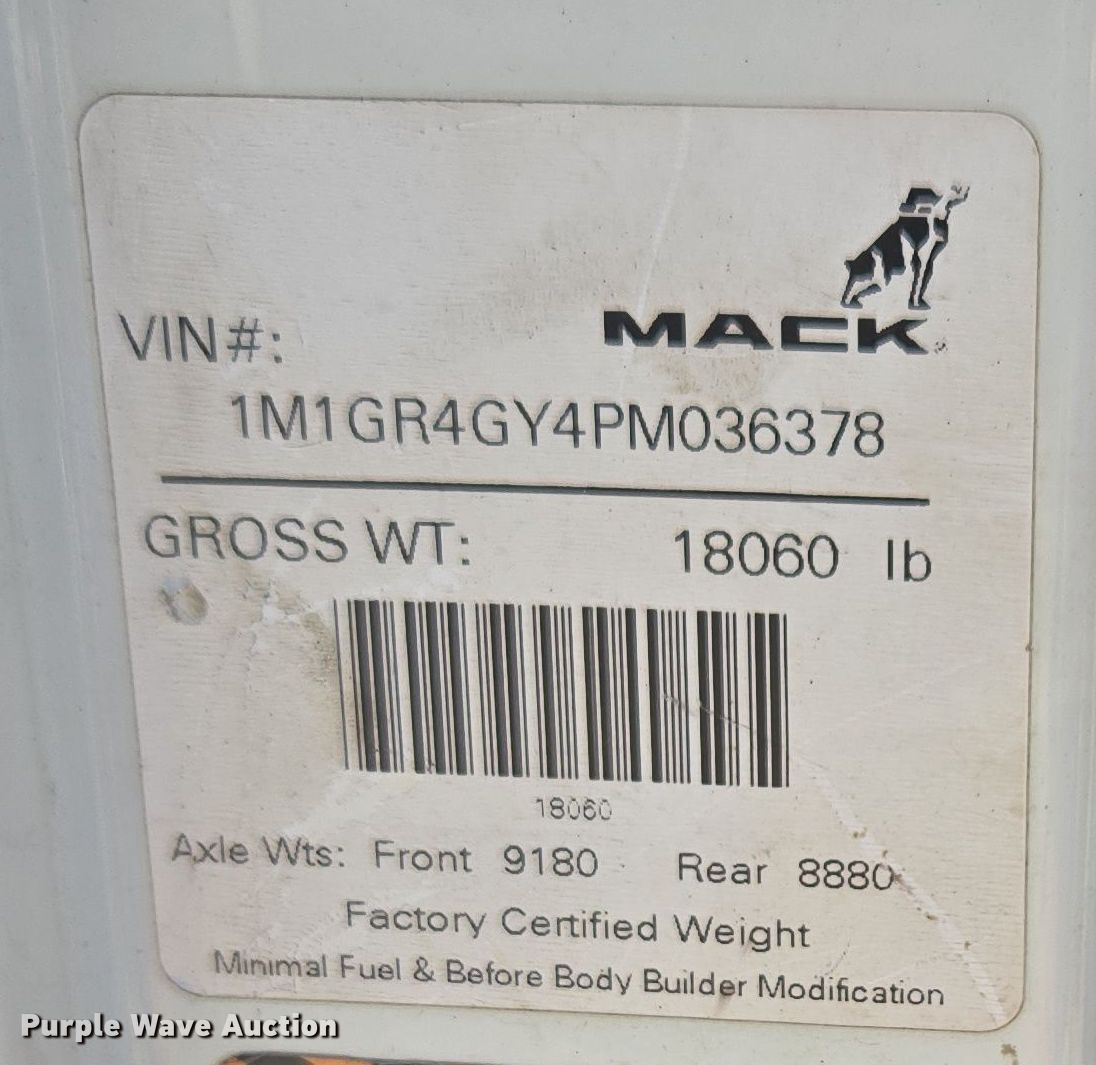 MACK
VIN#:
1M1GR4GY4PM036378
GROSS WT: 18060 lb
18060
Axle Wts: Front 9180 Rear 8880
Factory Certified Weight
Minimal Fuel & Before Body Builder Modification
Purple Wave Auction